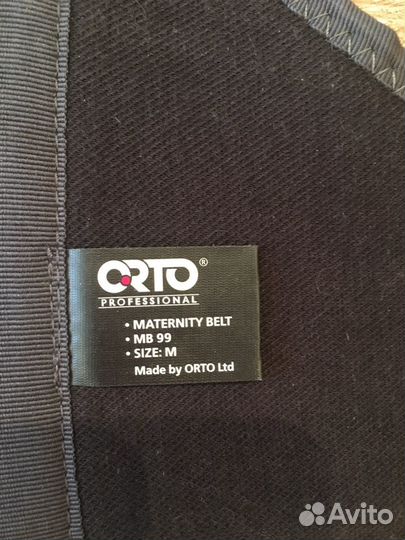 ORTO®
PROFESSIONAL
• MATERNITY BELT
• MB 99
• SIZE: M
Made by ORTO Ltd
Avito